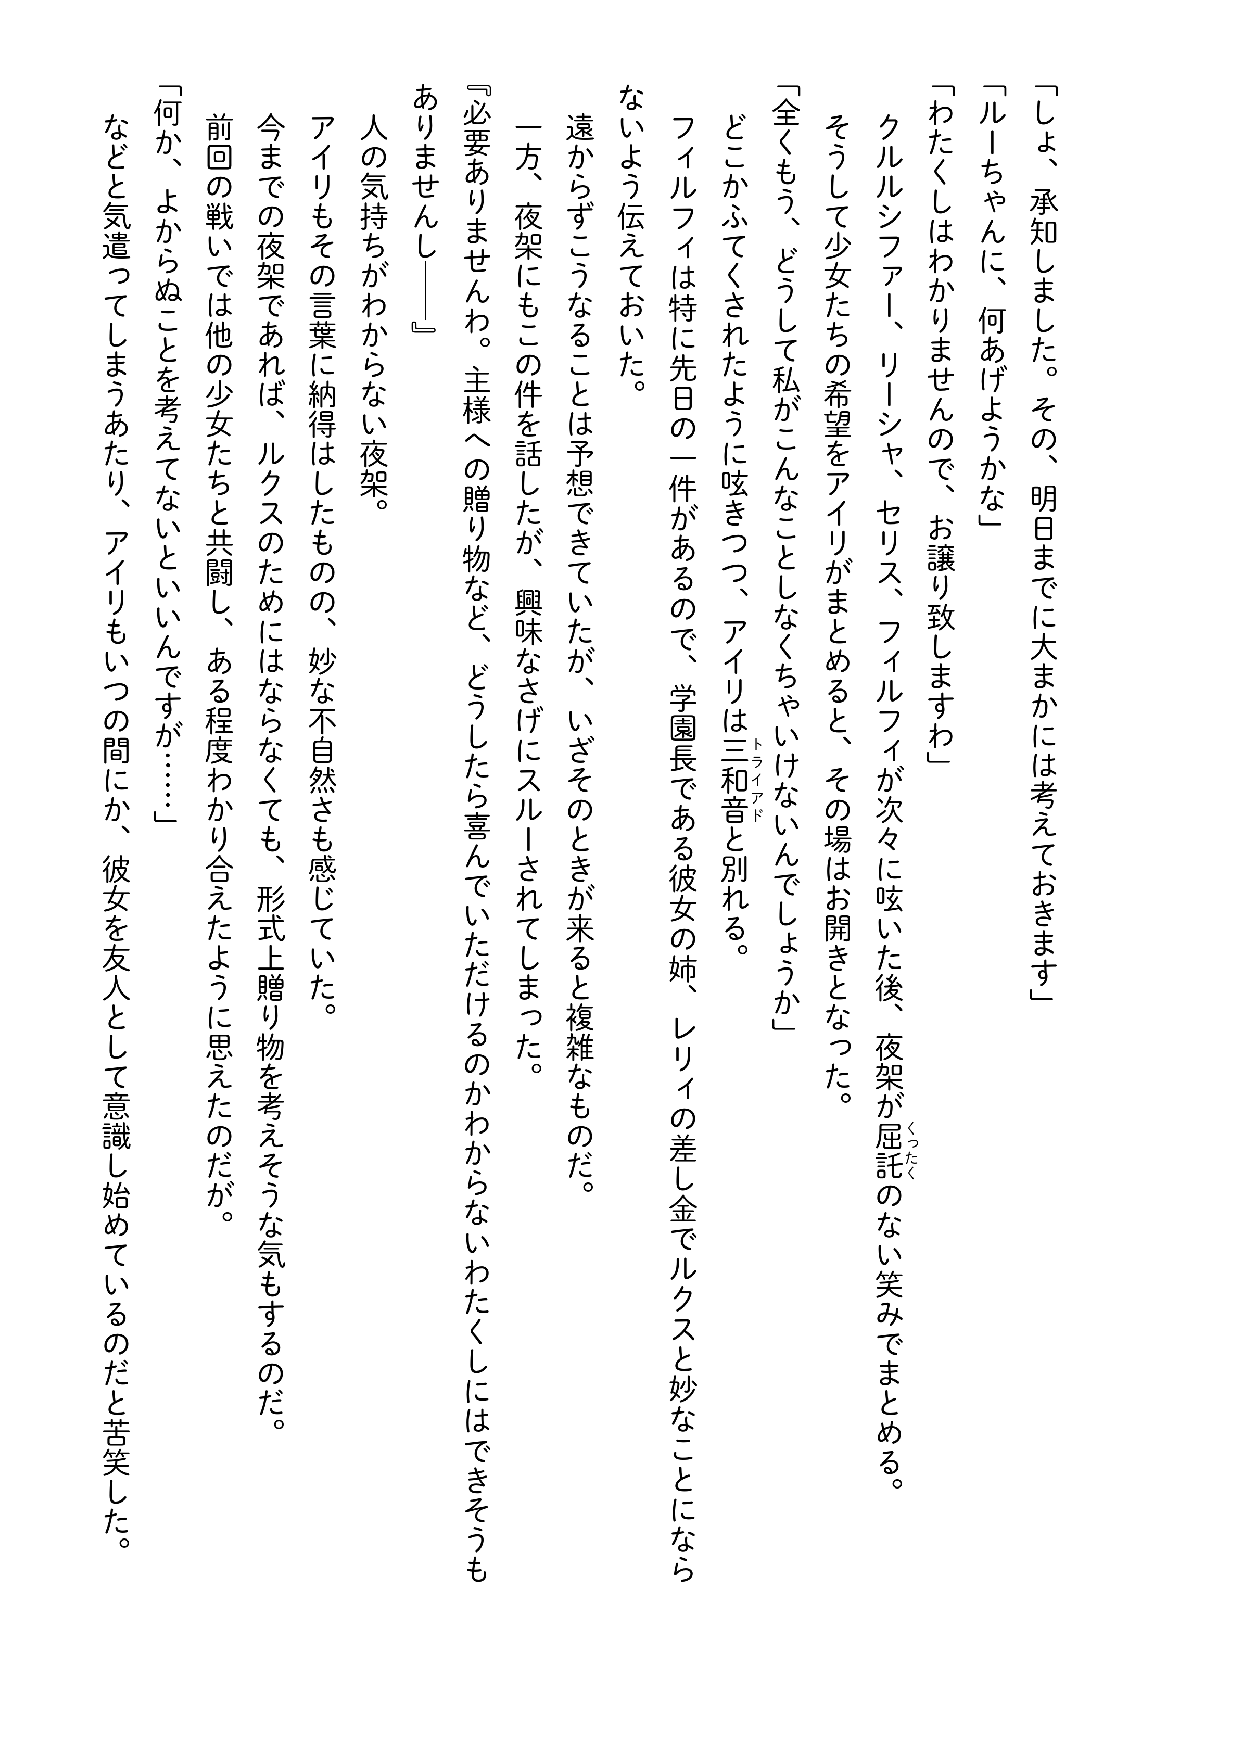 「しょ、承知しました。その、明日までに大まかには考えておきます」
「ルーちゃんに、何あげようかな」
「わたくしはわかりませんので、お譲り致しますわ」
クルルシファー、リーシャ、セリス、フィルフィが次々に呟いた後、夜架が屈託のない笑みでまとめる。
くったく
そうして少女たちの希望をアイリがまとめると、その場はお開きとなった。
「全くもう、どうして私がこんなことしなくちゃいけないんでしょうか」
どこかふてくされたように呟きつつ、アイリは三和音と別れる。
トライアド
フィルフィは特に先日の一件があるので、学園長である彼女の姉、レリィの差し金でルクスと妙なことになら
ないよう伝えておいた。
遠からずこうなることは予想できていたが、いざそのときが来ると複雑なものだ。
一方、夜架にもこの件を話したが、興味なさげにスルーされてしまった。
『必要ありませんわ。主様への贈り物など、どうしたら喜んでいただけるのかわからないわたくしにはできそうも
ありませんし――』
人の気持ちがわからない夜架。
アイリもその言葉に納得はしたものの、妙な不自然さも感じていた。
今までの夜架であれば、ルクスのためにはならなくても、形式上贈り物を考えそうな気もするのだ。
前回の戦いでは他の少女たちと共闘し、ある程度わかり合えたように思えたのだが。
「何か、よからぬことを考えてないといいんですが……」
などと気遣ってしまうあたり、アイリもいつの間にか、彼女を友人として意識し始めているのだと苦笑した。